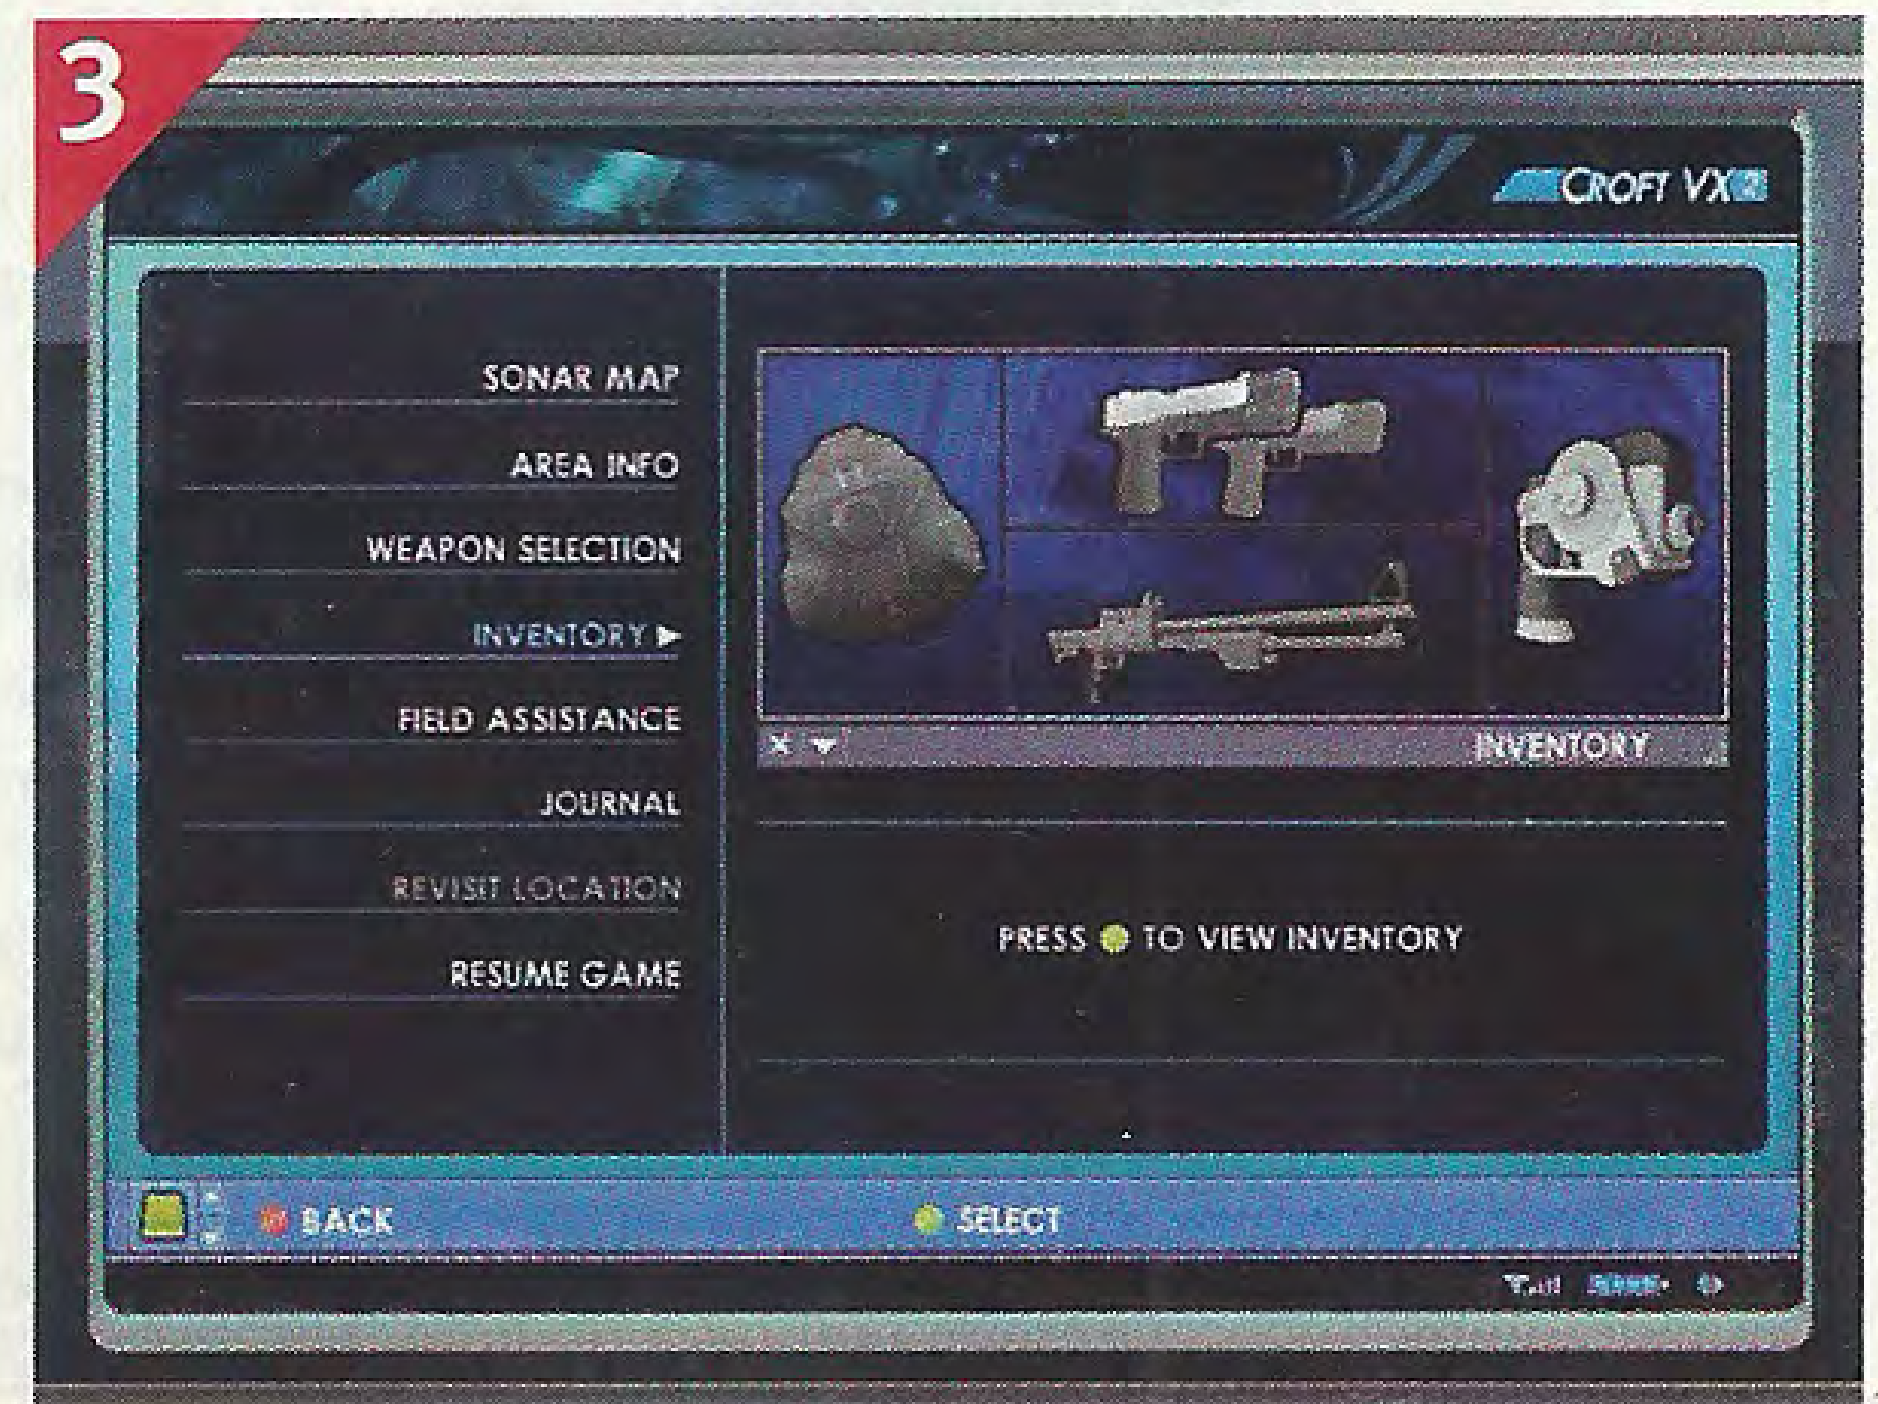 3
CROFT VX2
SONAR MAP
AREA INFO
WEAPON SELECTION
INVENTORY
FIELD ASSISTANCE
JOURNAL
REVISIT LOCATION
RESUME GAME
INVENTORY
PRESS TO VIEW INVENTORY
BACK
SELECT